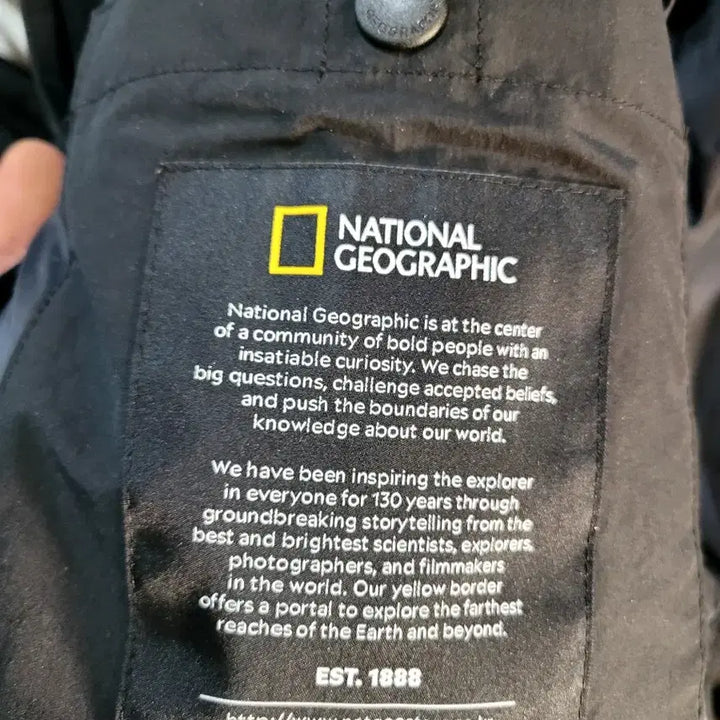 GEOGRAPHIC
NATIONAL
GEOGRAPHIC
National Geographic is at the center
of a community of bold people with an
insatiable curiosity. We chase the
big questions, challenge accepted beliefs,
and push the boundaries of our
knowledge about our world.
We have been inspiring the explorer
in everyone for 130 years through
groundbreaking storytelling from the
best and brightest scientists, explorers,
photographers, and filmmakers
in the world. Our yellow border
offers a portal to explore the farthest
reaches of the Earth and beyond.
EST. 1888